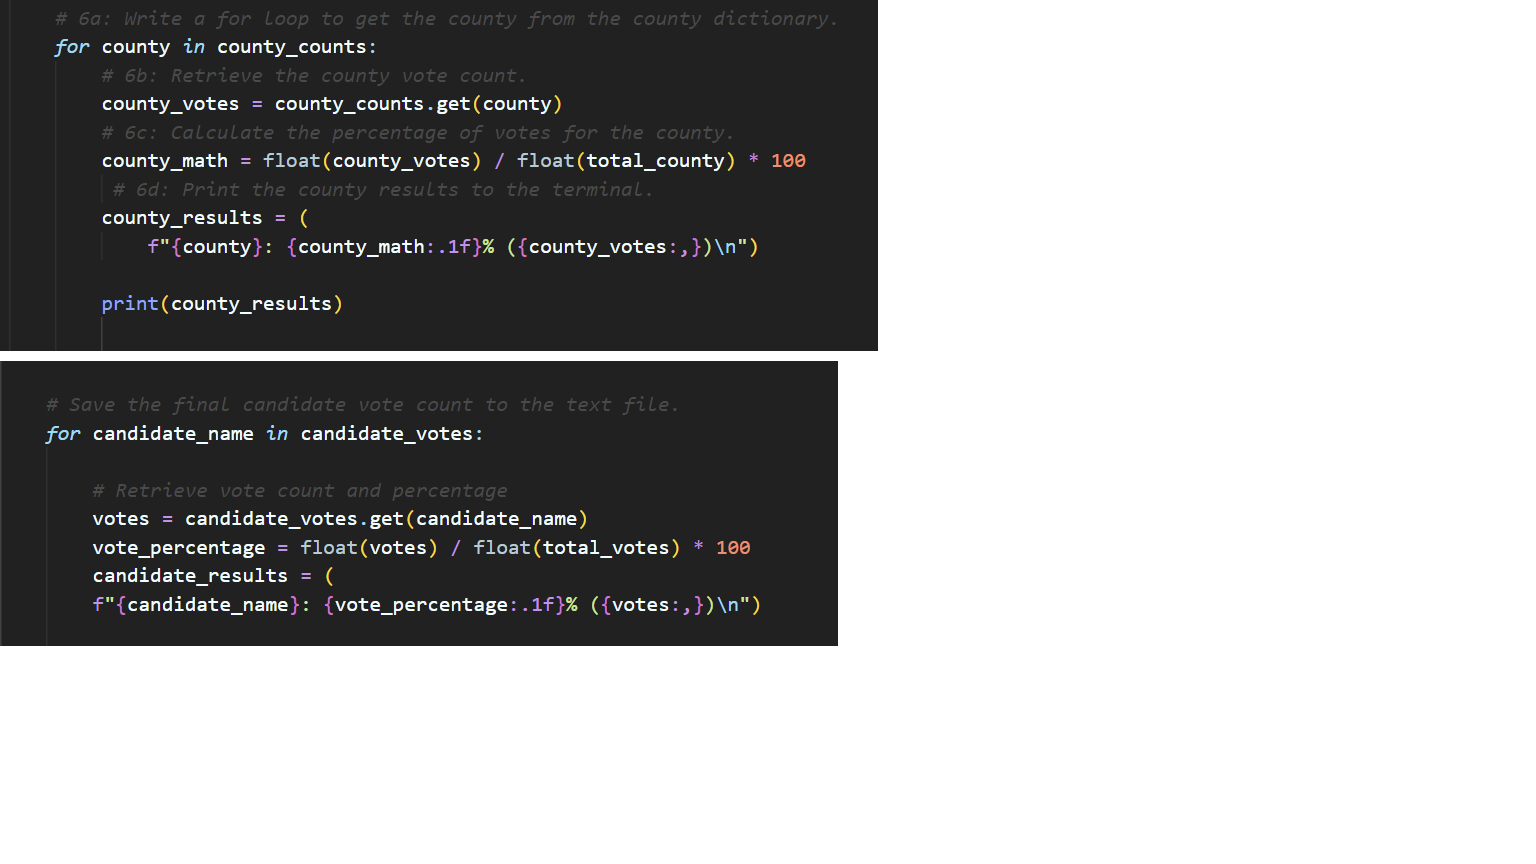 # 6a: Write a for loop to get the county from the county dictionary.
for county in county_counts:
# 6b: Retrieve the county vote count.
county_votes = county_counts.get(county)
# 6c: Calculate the percentage of votes for the county.
county_math = float(county_votes) / float(total_county) * 100
# 6d: Print the county results to the terminal.
county_results = (
f"{county}: {county_math:.1f}% ({county_votes:,})\n")
print(county_results)
# Save the final candidate vote count to the text file.
for candidate_name in candidate_votes:
# Retrieve vote count and percentage
votes = candidate_votes.get(candidate_name)
vote_percentage = float(votes) / float(total_votes) * 100
candidate_results = (
f"{candidate_name}: {vote_percentage:.1f}% ({votes:,})\n")